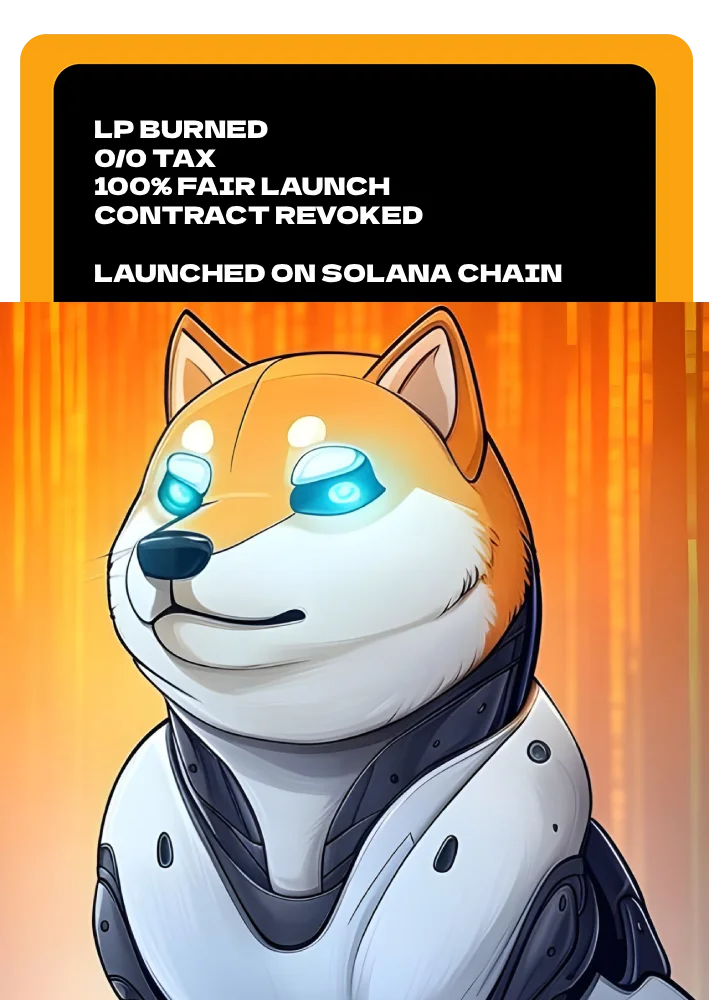 LP BURNED
0/0 TAX
100% FAIR LAUNCH
CONTRACT REVOKED
LAUNCHED ON SOLANA CHAIN